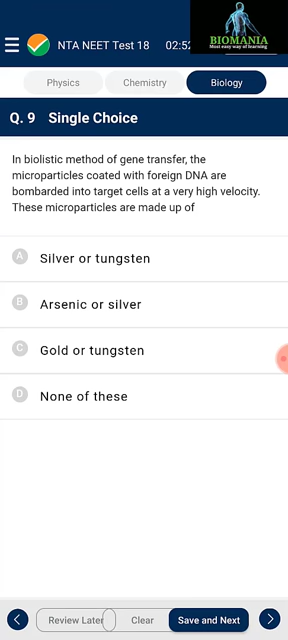 BIOMANIA
Most easy way of learning
NTA NEET Test 18 02:52
Physics Chemistry Biology
Q. 9 Single Choice
In biolistic method of gene transfer, the
microparticles coated with foreign DNA are
bombarded into target cells at a very high velocity.
These microparticles are made up of
A Silver or tungsten
B Arsenic or silver
C Gold or tungsten
D None of these
Review Later Clear Save and Next